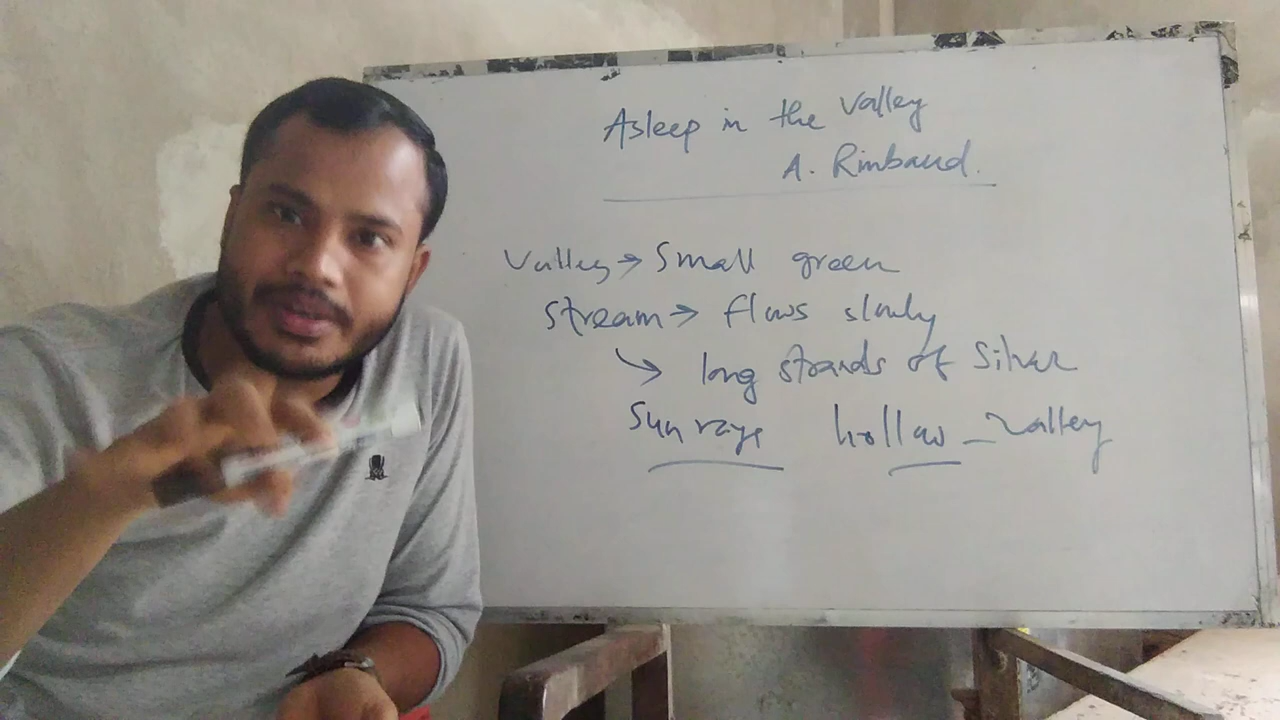 Asleep in the Valley
A. Rimbaud.
Valley → Small green
stream → flows slowly
↘ long strands of Silver
Sun rays hollow - Valley